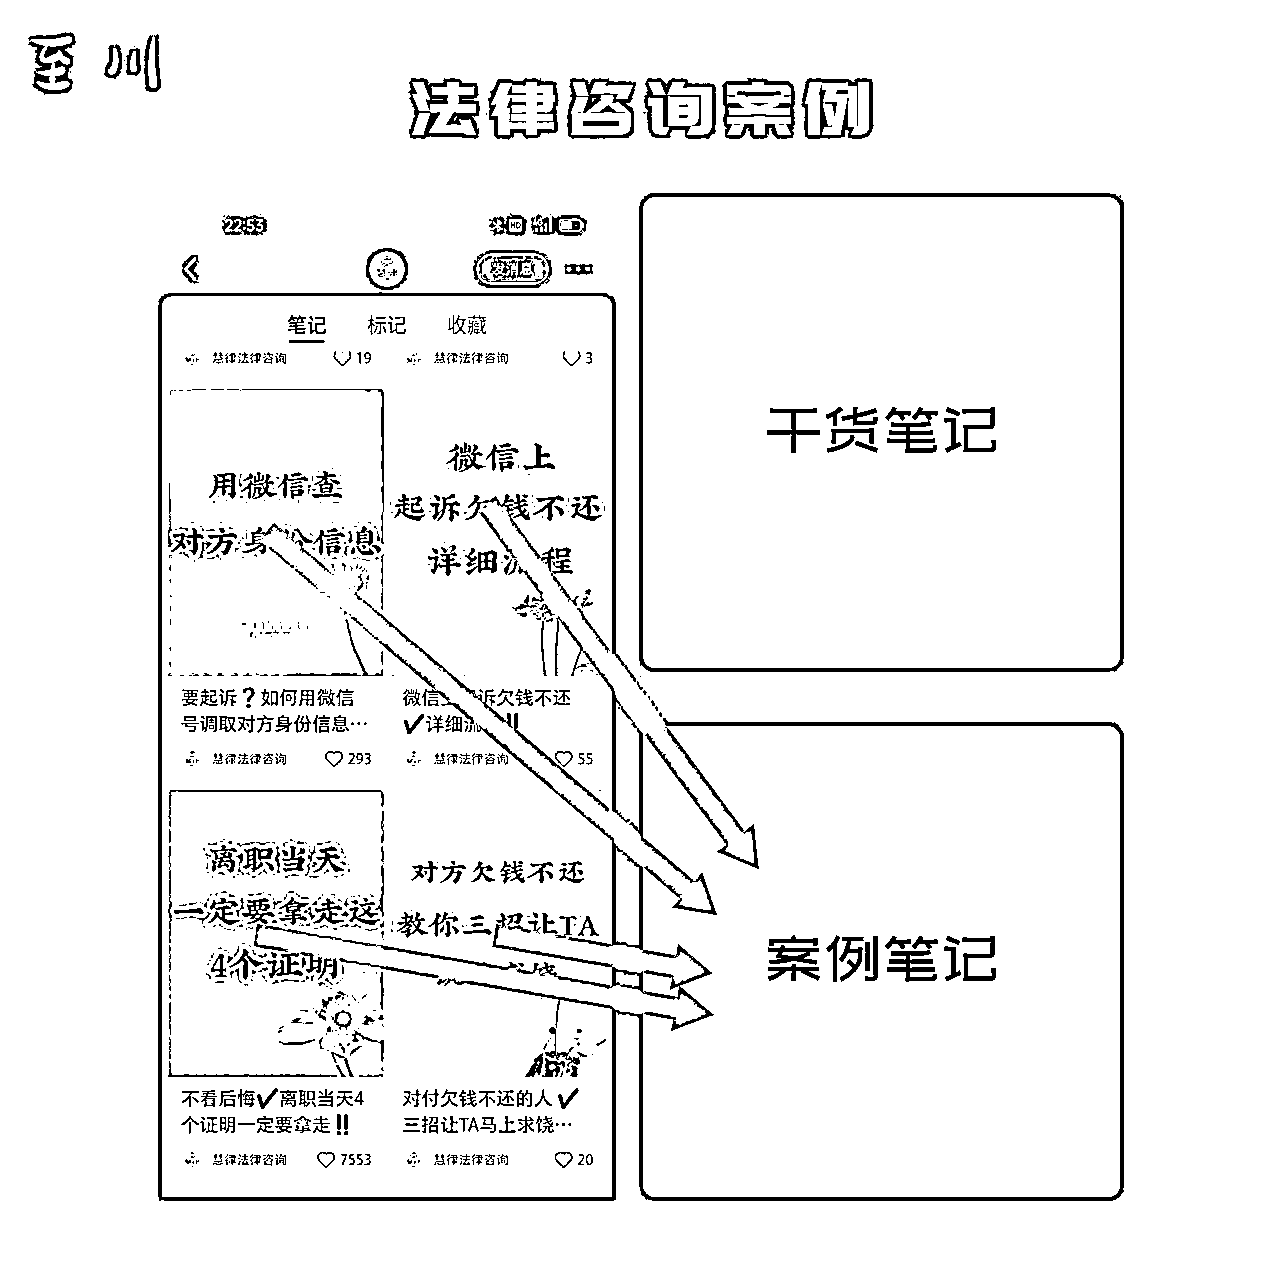 至川
法律咨询案例
22:53
发消息
笔记 标记 收藏
慧律法律咨询 19
慧律法律咨询 3
用微信查
对方身份信息
要起诉?如何用微信
号调取对方身份信息…
慧律法律咨询 293
微信上
起诉欠钱不还
详细流程
微信上起诉欠钱不还
✔详细流程‼
慧律法律咨询 55
离职当天
一定要拿走这
4个证明
不看后悔✔离职当天4
个证明一定要拿走‼
慧律法律咨询 7553
对方欠钱不还
教你三招让TA
对付欠钱不还的人✔
三招让TA马上求饶…
慧律法律咨询 20
干货笔记
案例笔记